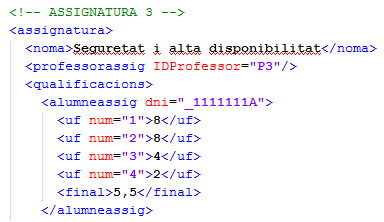 <!-- ASSIGNATURA 3 -->
<assignatura>
<noma>Seguretat i alta disponibilitat</noma>
<professorassig IDProfessor="P3"/>
<qualificacions>
<alumneassig dni="_1111111A">
<uf num="1">8</uf>
<uf num="2">8</uf>
<uf num="3">4</uf>
<uf num="4">2</uf>
<final>5,5</final>
</alumneassig>